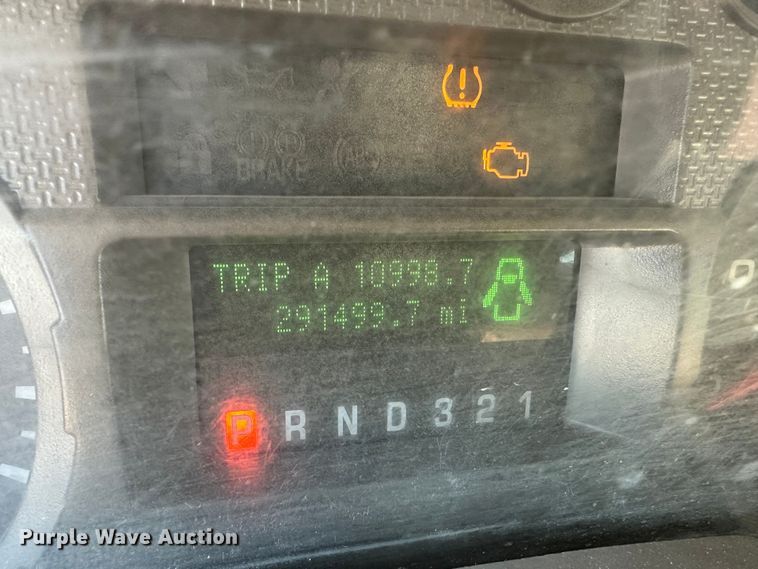 BRAKE
TRIP A 10998.7
291499.7 mi
P R N D 3 2 1
Purple Wave Auction